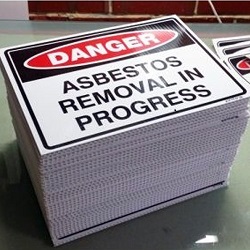 DANGER
ASBESTOS
REMOVAL IN
PROGRESS